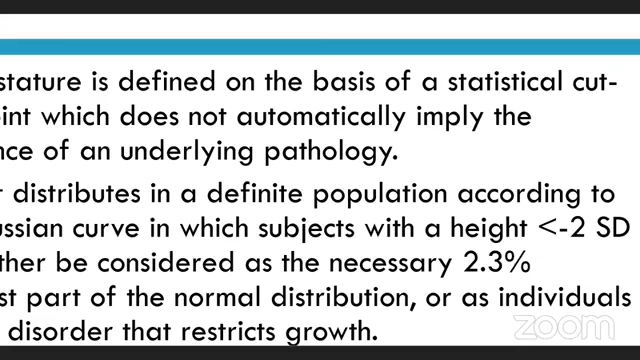 stature is defined on the basis of a statistical cut-
int which does not automatically imply the
nce of an underlying pathology.
distributes in a definite population according to
ussian curve in which subjects with a height <-2 SD
ther be considered as the necessary 2.3%
st part of the normal distribution, or as individuals
disorder that restricts growth.
zoom